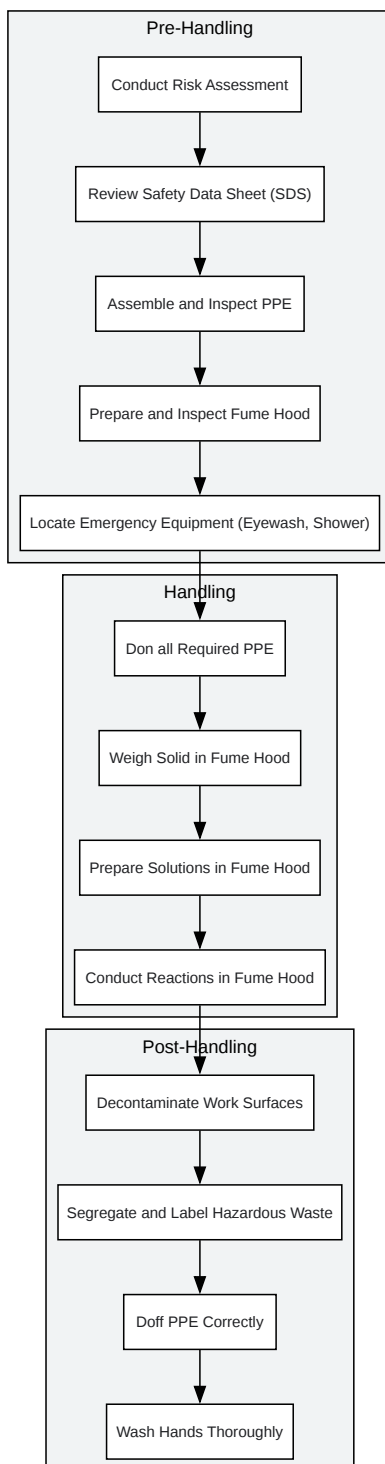 Pre-Handling
Conduct Risk Assessment
Review Safety Data Sheet (SDS)
Assemble and Inspect PPE
Prepare and Inspect Fume Hood
Locate Emergency Equipment (Eyewash, Shower)
Handling
Don all Required PPE
Weigh Solid in Fume Hood
Prepare Solutions in Fume Hood
Conduct Reactions in Fume Hood
Post-Handling
Decontaminate Work Surfaces
Segregate and Label Hazardous Waste
Doff PPE Correctly
Wash Hands Thoroughly